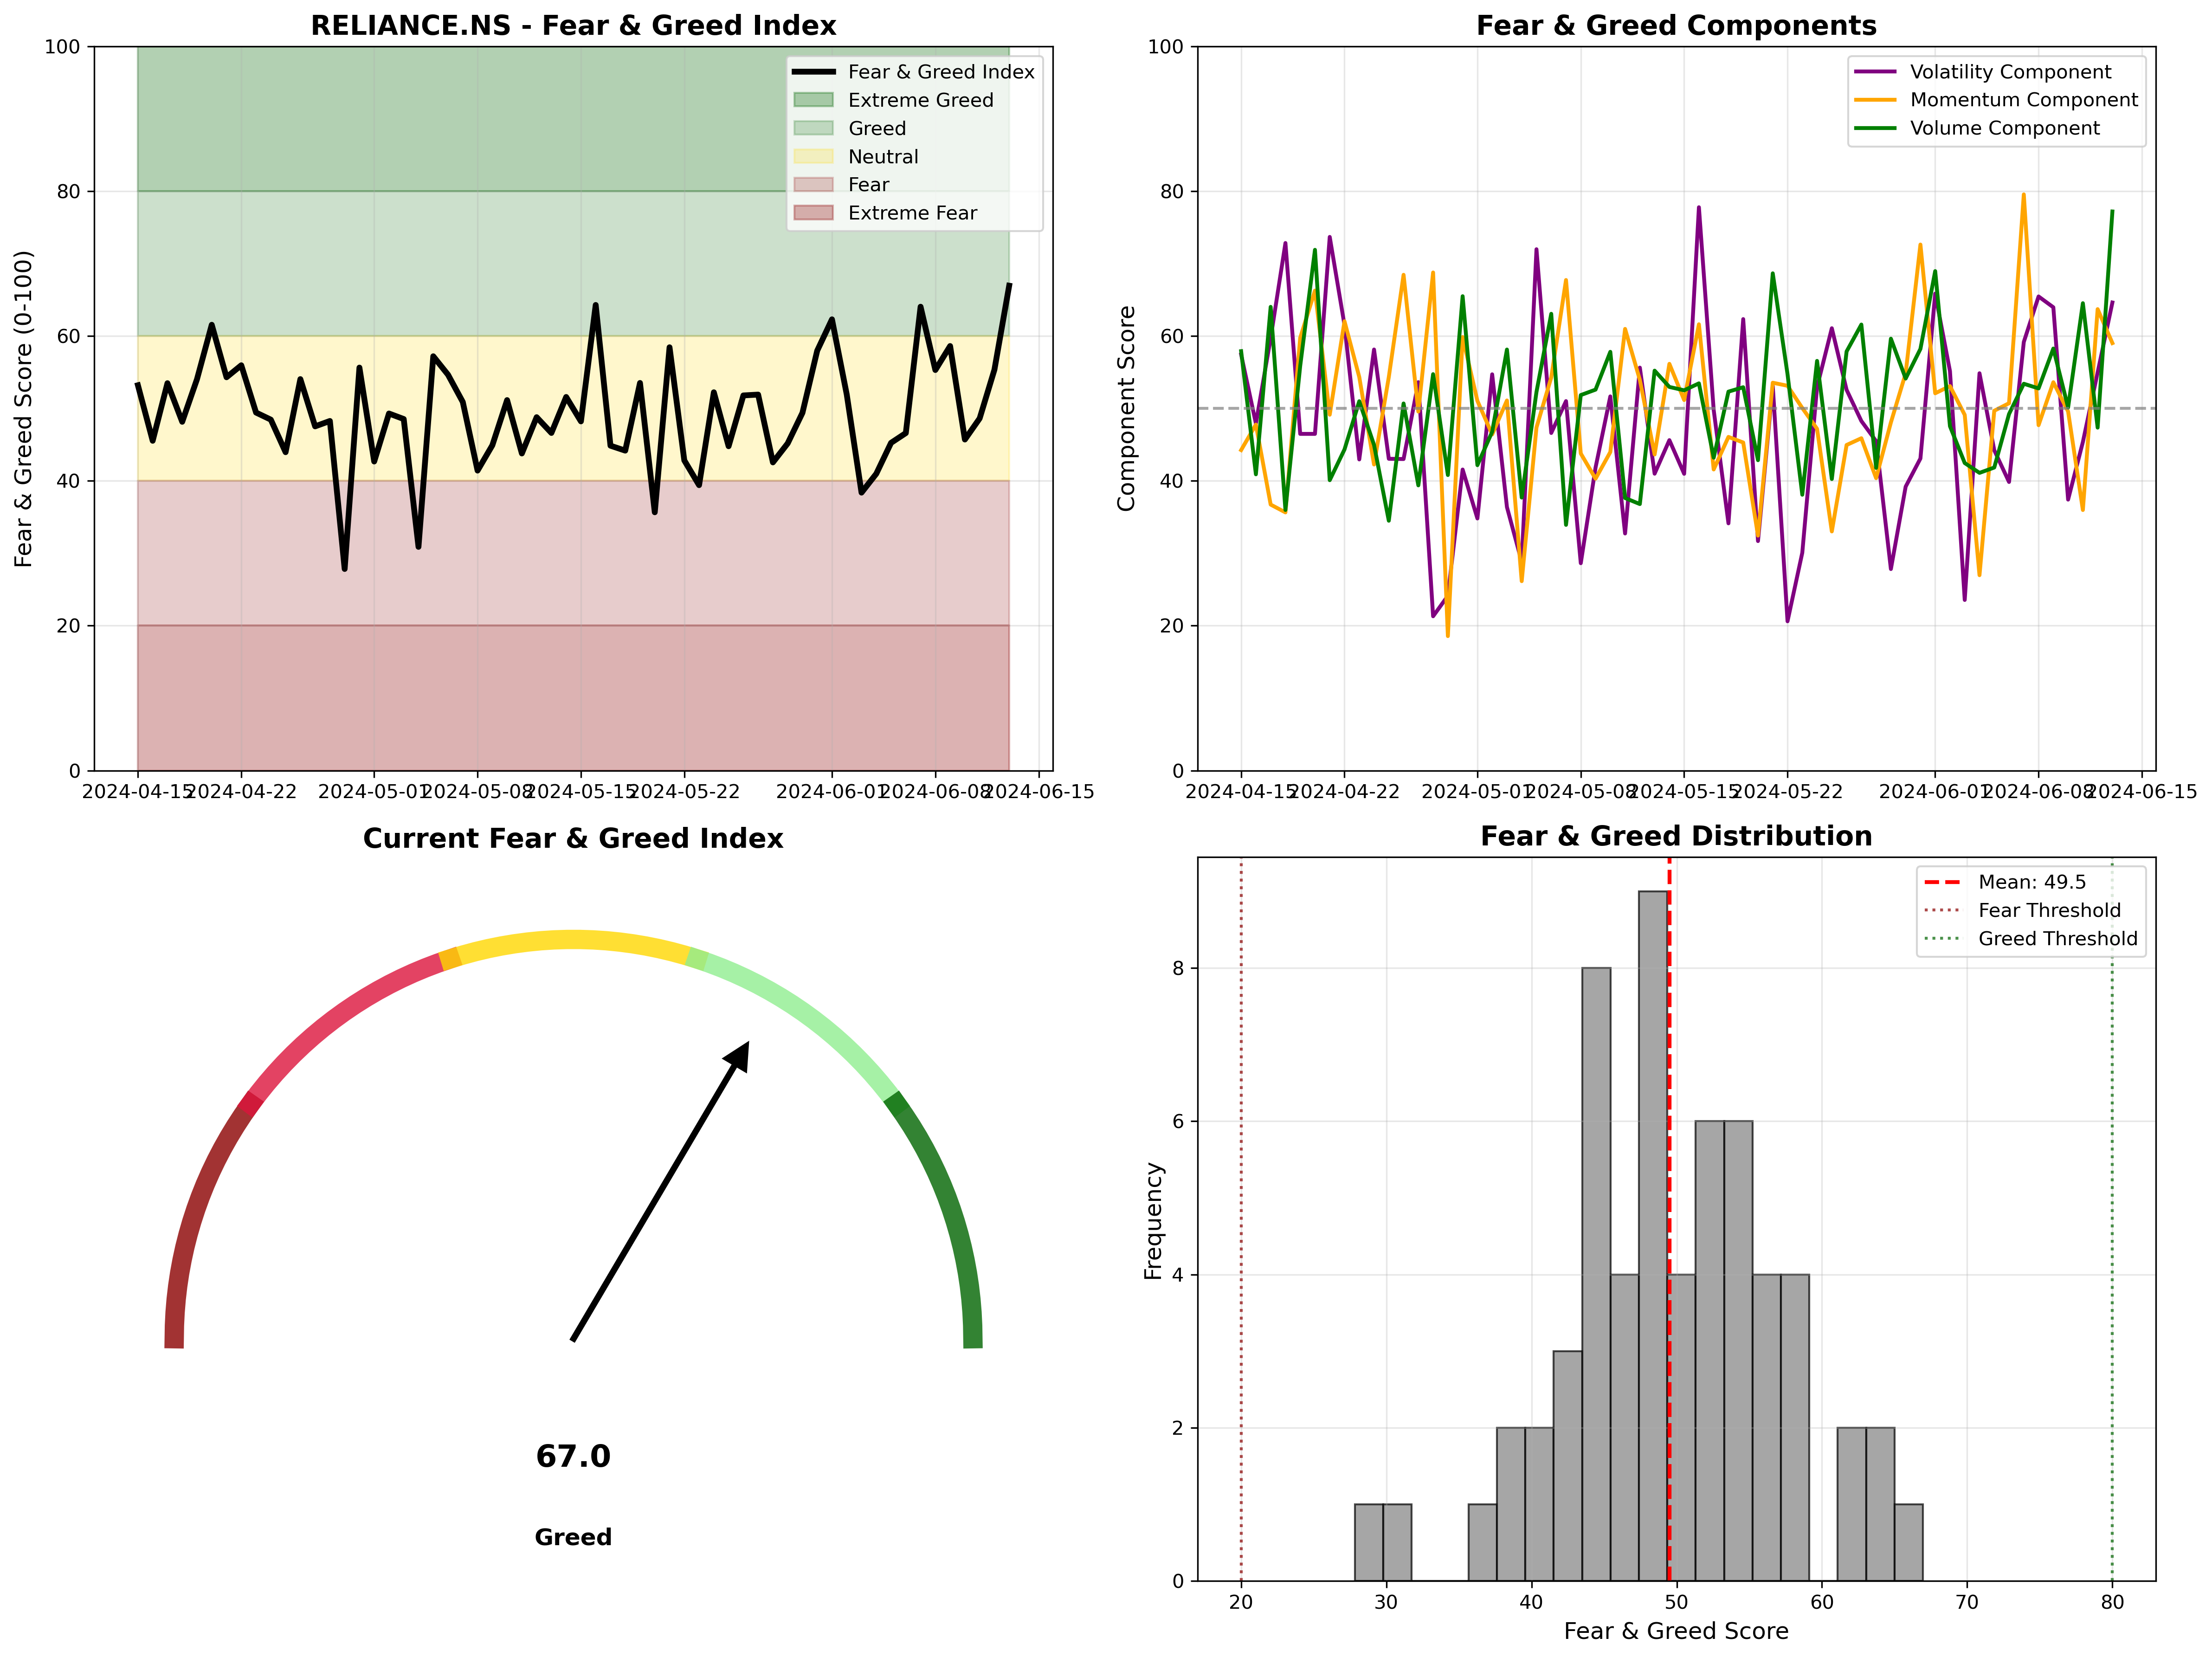 RELIANCE.NS - Fear & Greed Index
Fear & Greed Score (0-100)
100
80
60
40
20
0
Fear & Greed Index
Extreme Greed
Greed
Neutral
Fear
Extreme Fear
2024-04-15 2024-04-22 2024-05-01 2024-05-08 2024-05-15 2024-05-22 2024-06-01 2024-06-08 2024-06-15
Fear & Greed Components
Component Score
100
80
60
40
20
0
Volatility Component
Momentum Component
Volume Component
2024-04-15 2024-04-22 2024-05-01 2024-05-08 2024-05-15 2024-05-22 2024-06-01 2024-06-08 2024-06-15
Current Fear & Greed Index
67.0
Greed
Fear & Greed Distribution
Frequency
8
6
4
2
0
Mean: 49.5
Fear Threshold
Greed Threshold
20 30 40 50 60 70 80
Fear & Greed Score